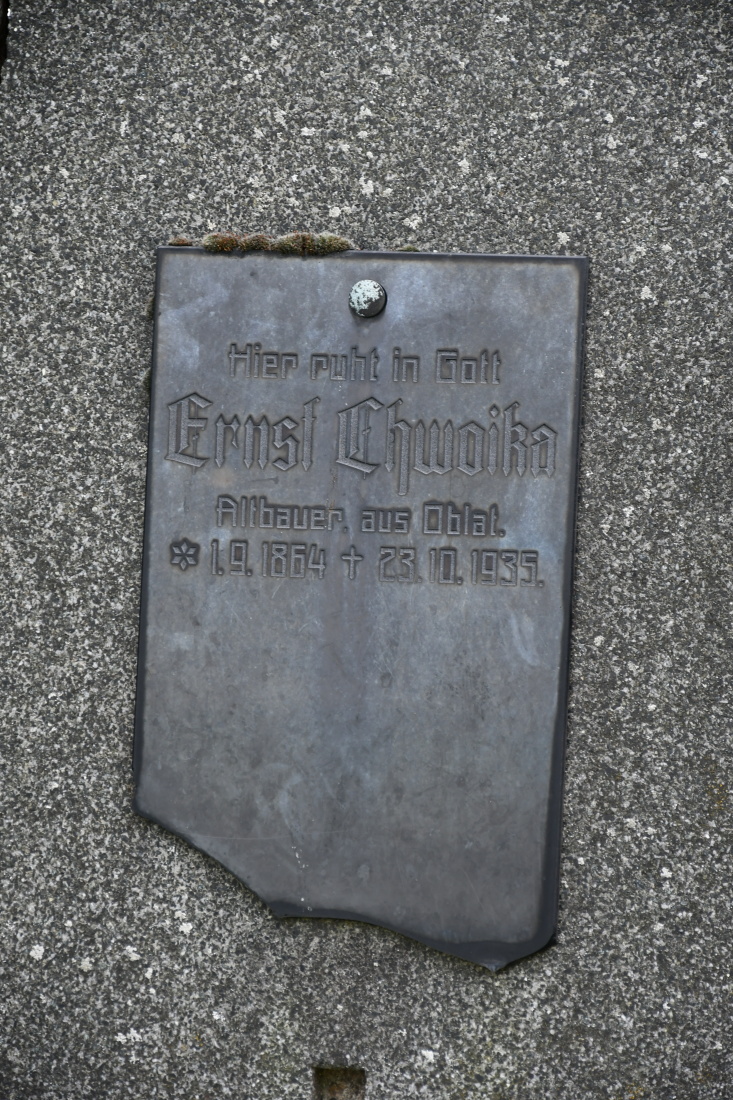 Hier ruht in Gott
Ernst Chwoika
Altbauer. aus Oblat.
* 1.9.1864 † 23.10.1935.